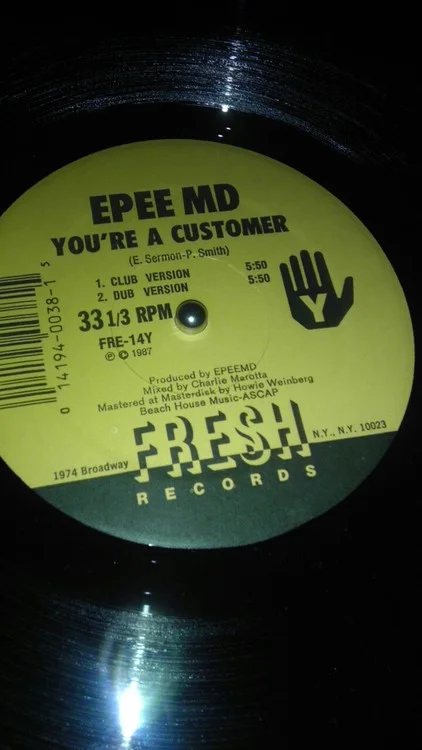 EPEE MD
YOU'RE A CUSTOMER
(E. Sermon-P. Smith)
1. CLUB VERSION 5:50
2. DUB VERSION 5:50
33 1/3 RPM
FRE-14Y
℗ © 1987
Y
0 14194-0038-1 5
Produced by EPEEMD
Mixed by Charlie Marotta
Mastered at Masterdisk by Howie Weinberg
Beach House Music-ASCAP
1974 Broadway FRESH N.Y., N.Y. 10023
RECORDS